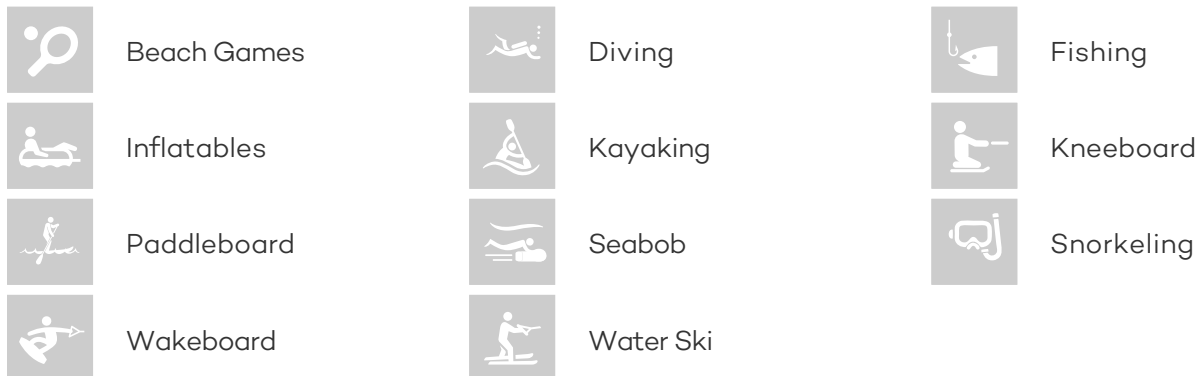 Beach Games
Diving
Fishing
Inflatables
Kayaking
Kneeboard
Paddleboard
Seabob
Snorkeling
Wakeboard
Water Ski